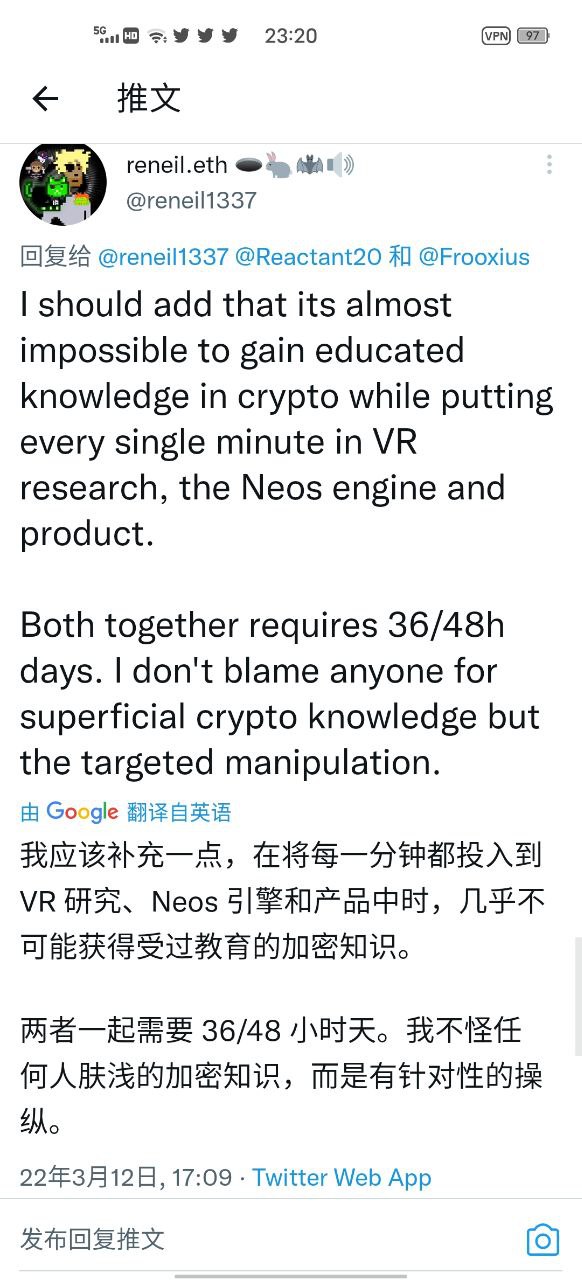 5G HD 23:20 VPN 97
推文
reneil.eth
@reneil1337
回复给 @reneil1337 @Reactant20 和 @Frooxius
I should add that its almost
impossible to gain educated
knowledge in crypto while putting
every single minute in VR
research, the Neos engine and
product.
Both together requires 36/48h
days. I don't blame anyone for
superficial crypto knowledge but
the targeted manipulation.
由 Google 翻译自英语
我应该补充一点，在将每一分钟都投入到
VR 研究、Neos 引擎和产品中时，几乎不
可能获得受过教育的加密知识。
两者一起需要 36/48 小时天。我不怪任
何人肤浅的加密知识，而是有针对性的操
纵。
22年3月12日, 17:09 · Twitter Web App
发布回复推文